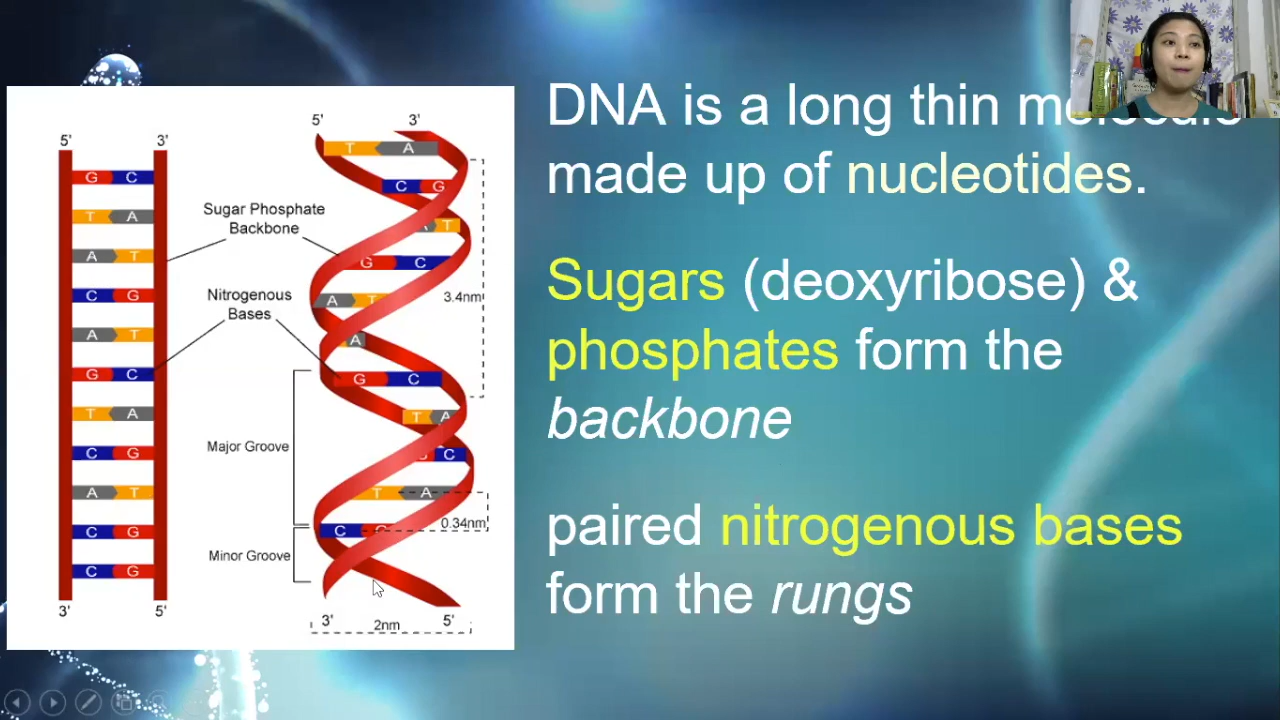 DNA is a long thin
made up of nucleotides.
Sugars (deoxyribose) &
phosphates form the
backbone
paired nitrogenous bases
form the rungs
5' 3'
G C
T A
A T
C G
A T
G C
T A
C G
A T
C G
C G
3' 5'
Sugar Phosphate
Backbone
Nitrogenous
Bases
Major Groove
Minor Groove
5' 3'
T A
C G
T
G C
3.4nm
A T
A
G C
T A
C
T A
0.34nm
C
3' 5'
2nm